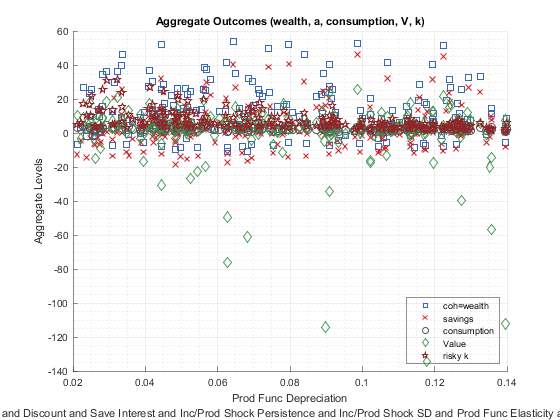 Aggregate Outcomes (wealth, a, consumption, V, k)
60
40
20
0
-20
-40
-60
-80
-100
-120
-140
Aggregate Levels
coh=wealth
savings
consumption
Value
risky k
0.02 0.04 0.06 0.08 0.1 0.12 0.14
Prod Func Depreciation
and Discount and Save Interest and Inc/Prod Shock Persistence and Inc/Prod Shock SD and Prod Func Elasticity a